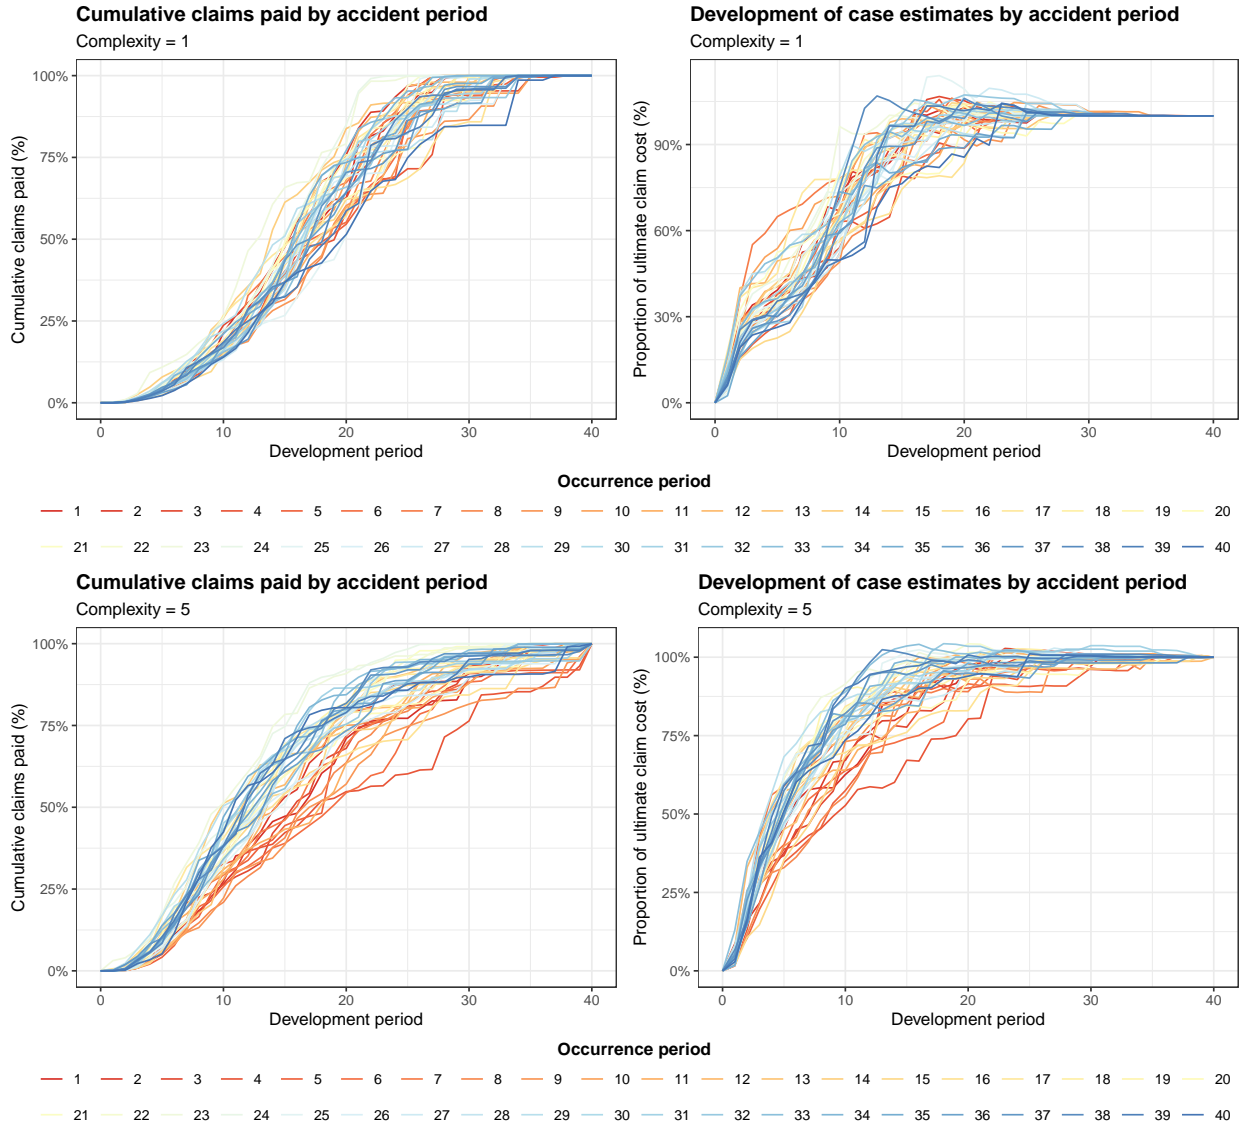 Cumulative claims paid by accident period
Complexity = 1
Cumulative claims paid (%)
100%
75%
50%
25%
0%
0 10 20 30 40
Development period
Development of case estimates by accident period
Complexity = 1
Proportion of ultimate claim cost (%)
90%
60%
30%
0%
0 10 20 30 40
Development period
Occurrence period
1 2 3 4 5 6 7 8 9 10 11 12 13 14 15 16 17 18 19 20
21 22 23 24 25 26 27 28 29 30 31 32 33 34 35 36 37 38 39 40
Cumulative claims paid by accident period
Complexity = 5
Cumulative claims paid (%)
100%
75%
50%
25%
0%
0 10 20 30 40
Development period
Development of case estimates by accident period
Complexity = 5
Proportion of ultimate claim cost (%)
100%
75%
50%
25%
0%
0 10 20 30 40
Development period
Occurrence period
1 2 3 4 5 6 7 8 9 10 11 12 13 14 15 16 17 18 19 20
21 22 23 24 25 26 27 28 29 30 31 32 33 34 35 36 37 38 39 40